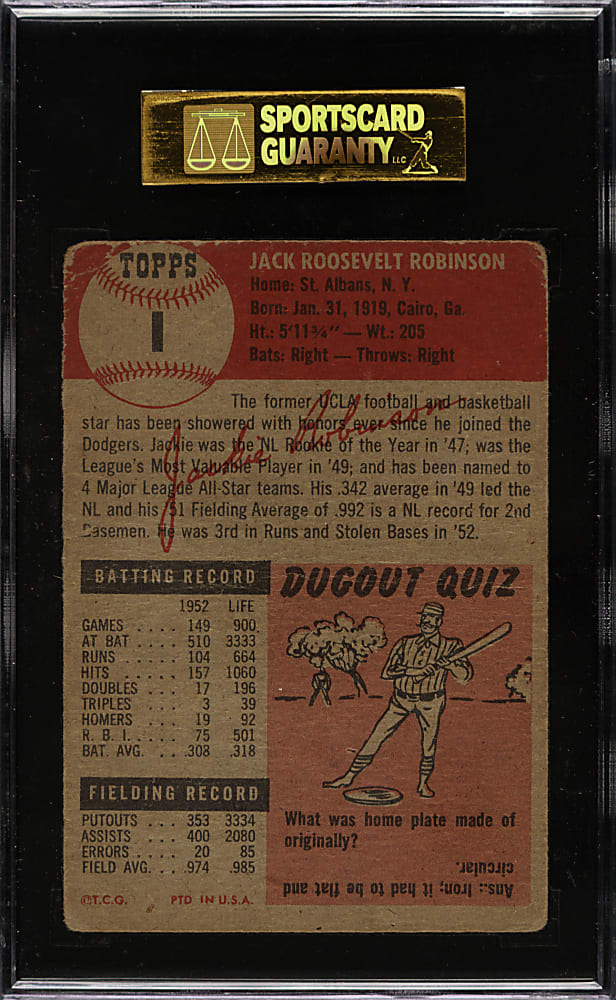 SPORTSCARD
GUARANTY LLC
TOPPS
1
JACK ROOSEVELT ROBINSON
Home: St. Albans, N. Y.
Born: Jan. 31, 1919, Cairo, Ga.
Ht.: 5'11¾" — Wt.: 205
Bats: Right — Throws: Right
The former UCLA football and basketball
star has been showered with honors ever since he joined the
Dodgers. Jackie was the NL Rookie of the Year in '47; was the
League's Most Valuable Player in '49; and has been named to
4 Major League All-Star teams. His .342 average in '49 led the
NL and his '51 Fielding Average of .992 is a NL record for 2nd
Basemen. He was 3rd in Runs and Stolen Bases in '52.
Jackie Robinson
BATTING RECORD
1952 LIFE
GAMES .... 149 900
AT BAT .... 510 3333
RUNS ..... 104 664
HITS ..... 157 1060
DOUBLES ... 17 196
TRIPLES ... 3 39
HOMERS ... 19 92
R. B. I. .... 75 501
BAT. AVG. .. .308 .318
FIELDING RECORD
PUTOUTS ... 353 3334
ASSISTS ... 400 2080
ERRORS .... 20 85
FIELD AVG. .. .974 .985
©T.C.G. PTD IN U.S.A.
DUGOUT QUIZ
What was home plate made of
originally?
Ans.: Iron; it had to be flat and
circular.